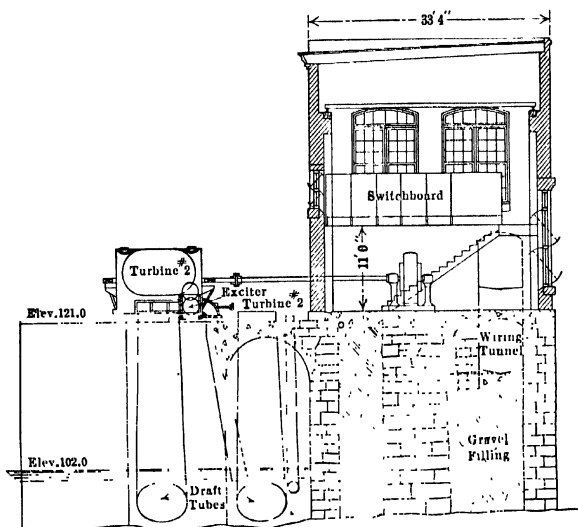 33'4"
Switchboard
11'0"
Turbine #2
Exciter
Turbine #2
Elev.121.0
Wiring
Tunnel
Elev.102.0
Gravel
Filling
Draft
Tubes